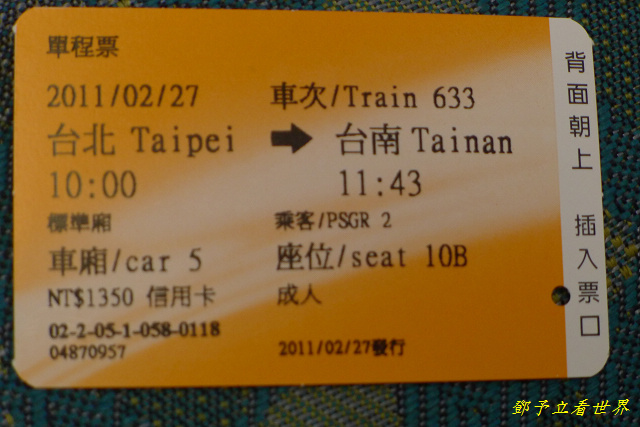 單程票
2011/02/27 車次/Train 633
台北 Taipei → 台南 Tainan
10:00 11:43
標準廂 乘客/PSGR 2
車廂/car 5 座位/seat 10B
NT$1350 信用卡 成人
02-2-05-1-058-0118
04870957 2011/02/27發行
背面朝上 插入票口
鄧予立看世界